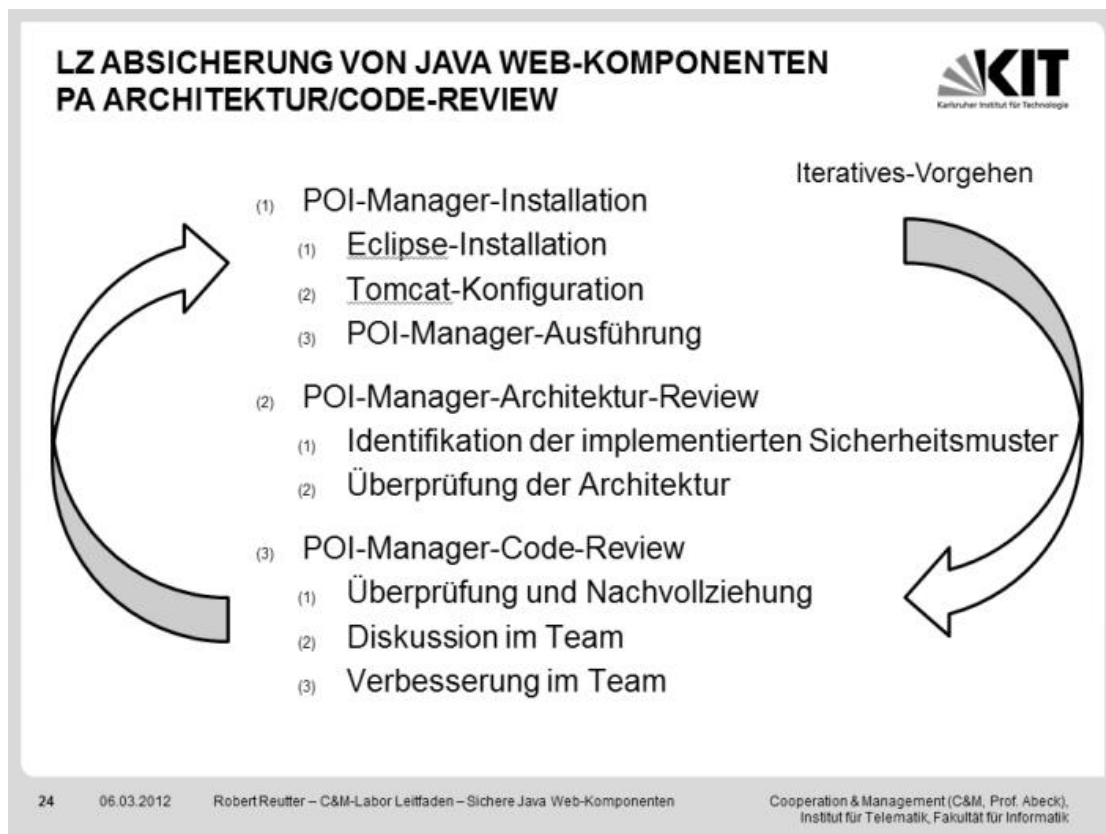 LZ ABSICHERUNG VON JAVA WEB-KOMPONENTEN
PA ARCHITEKTUR/CODE-REVIEW
KIT
Karlsruher Institut für Technologie
Iteratives-Vorgehen
(1) POI-Manager-Installation
(1) Eclipse-Installation
(2) Tomcat-Konfiguration
(3) POI-Manager-Ausführung
(2) POI-Manager-Architektur-Review
(1) Identifikation der implementierten Sicherheitsmuster
(2) Überprüfung der Architektur
(3) POI-Manager-Code-Review
(1) Überprüfung und Nachvollziehung
(2) Diskussion im Team
(3) Verbesserung im Team
24 06.03.2012 Robert Reutter – C&M-Labor Leitfaden – Sichere Java Web-Komponenten
Cooperation & Management (C&M, Prof. Abeck),
Institut für Telematik, Fakultät für Informatik